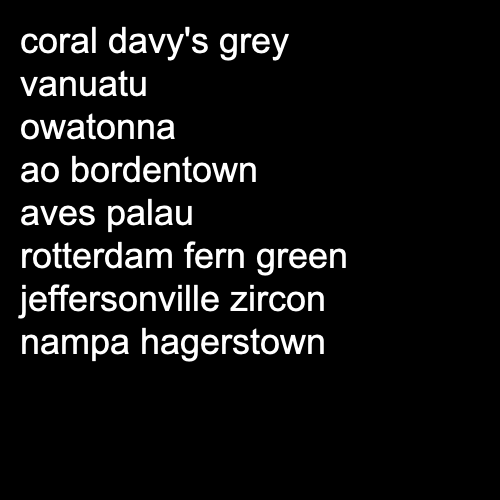 coral davy's grey
vanuatu
owatonna
ao bordentown
aves palau
rotterdam fern green
jeffersonville zircon
nampa hagerstown